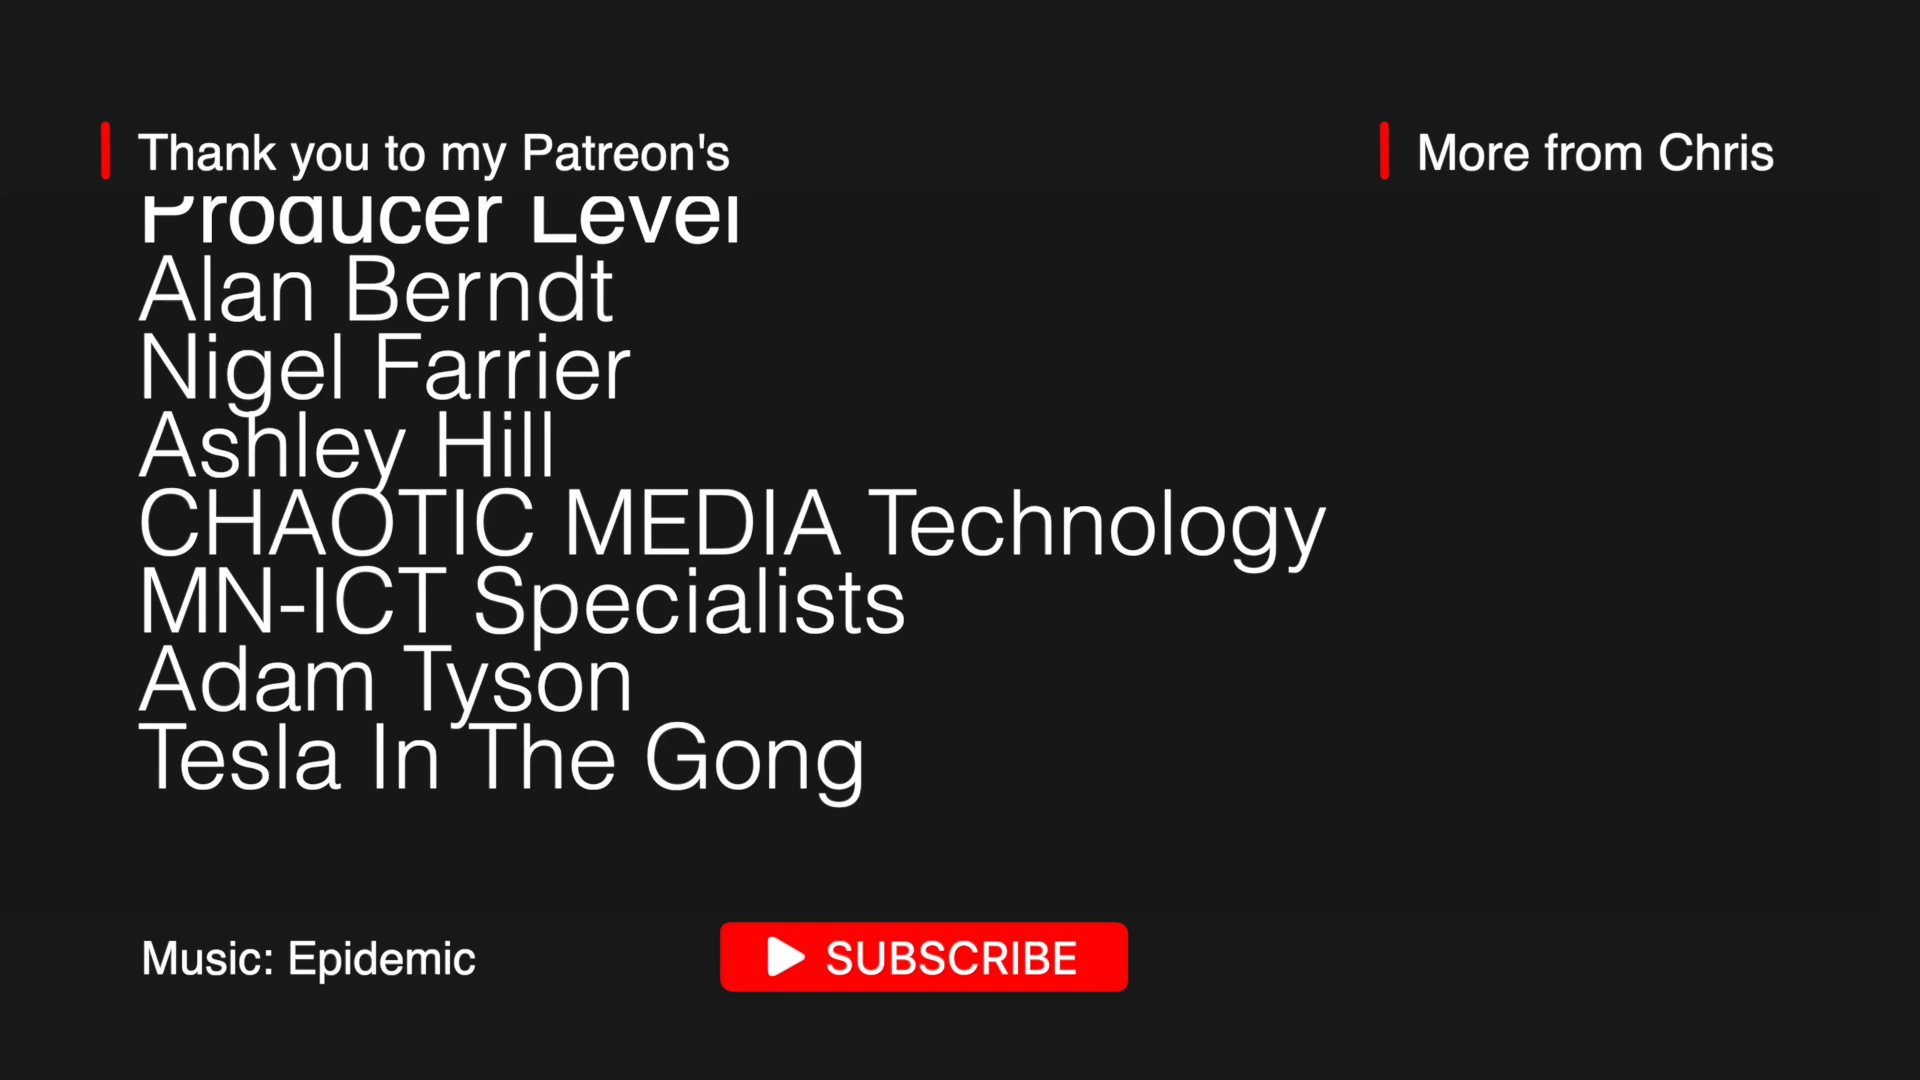 Thank you to my Patreon's
More from Chris
Producer Level
Alan Berndt
Nigel Farrier
Ashley Hill
CHAOTIC MEDIA Technology
MN-ICT Specialists
Adam Tyson
Tesla In The Gong
Music: Epidemic
SUBSCRIBE